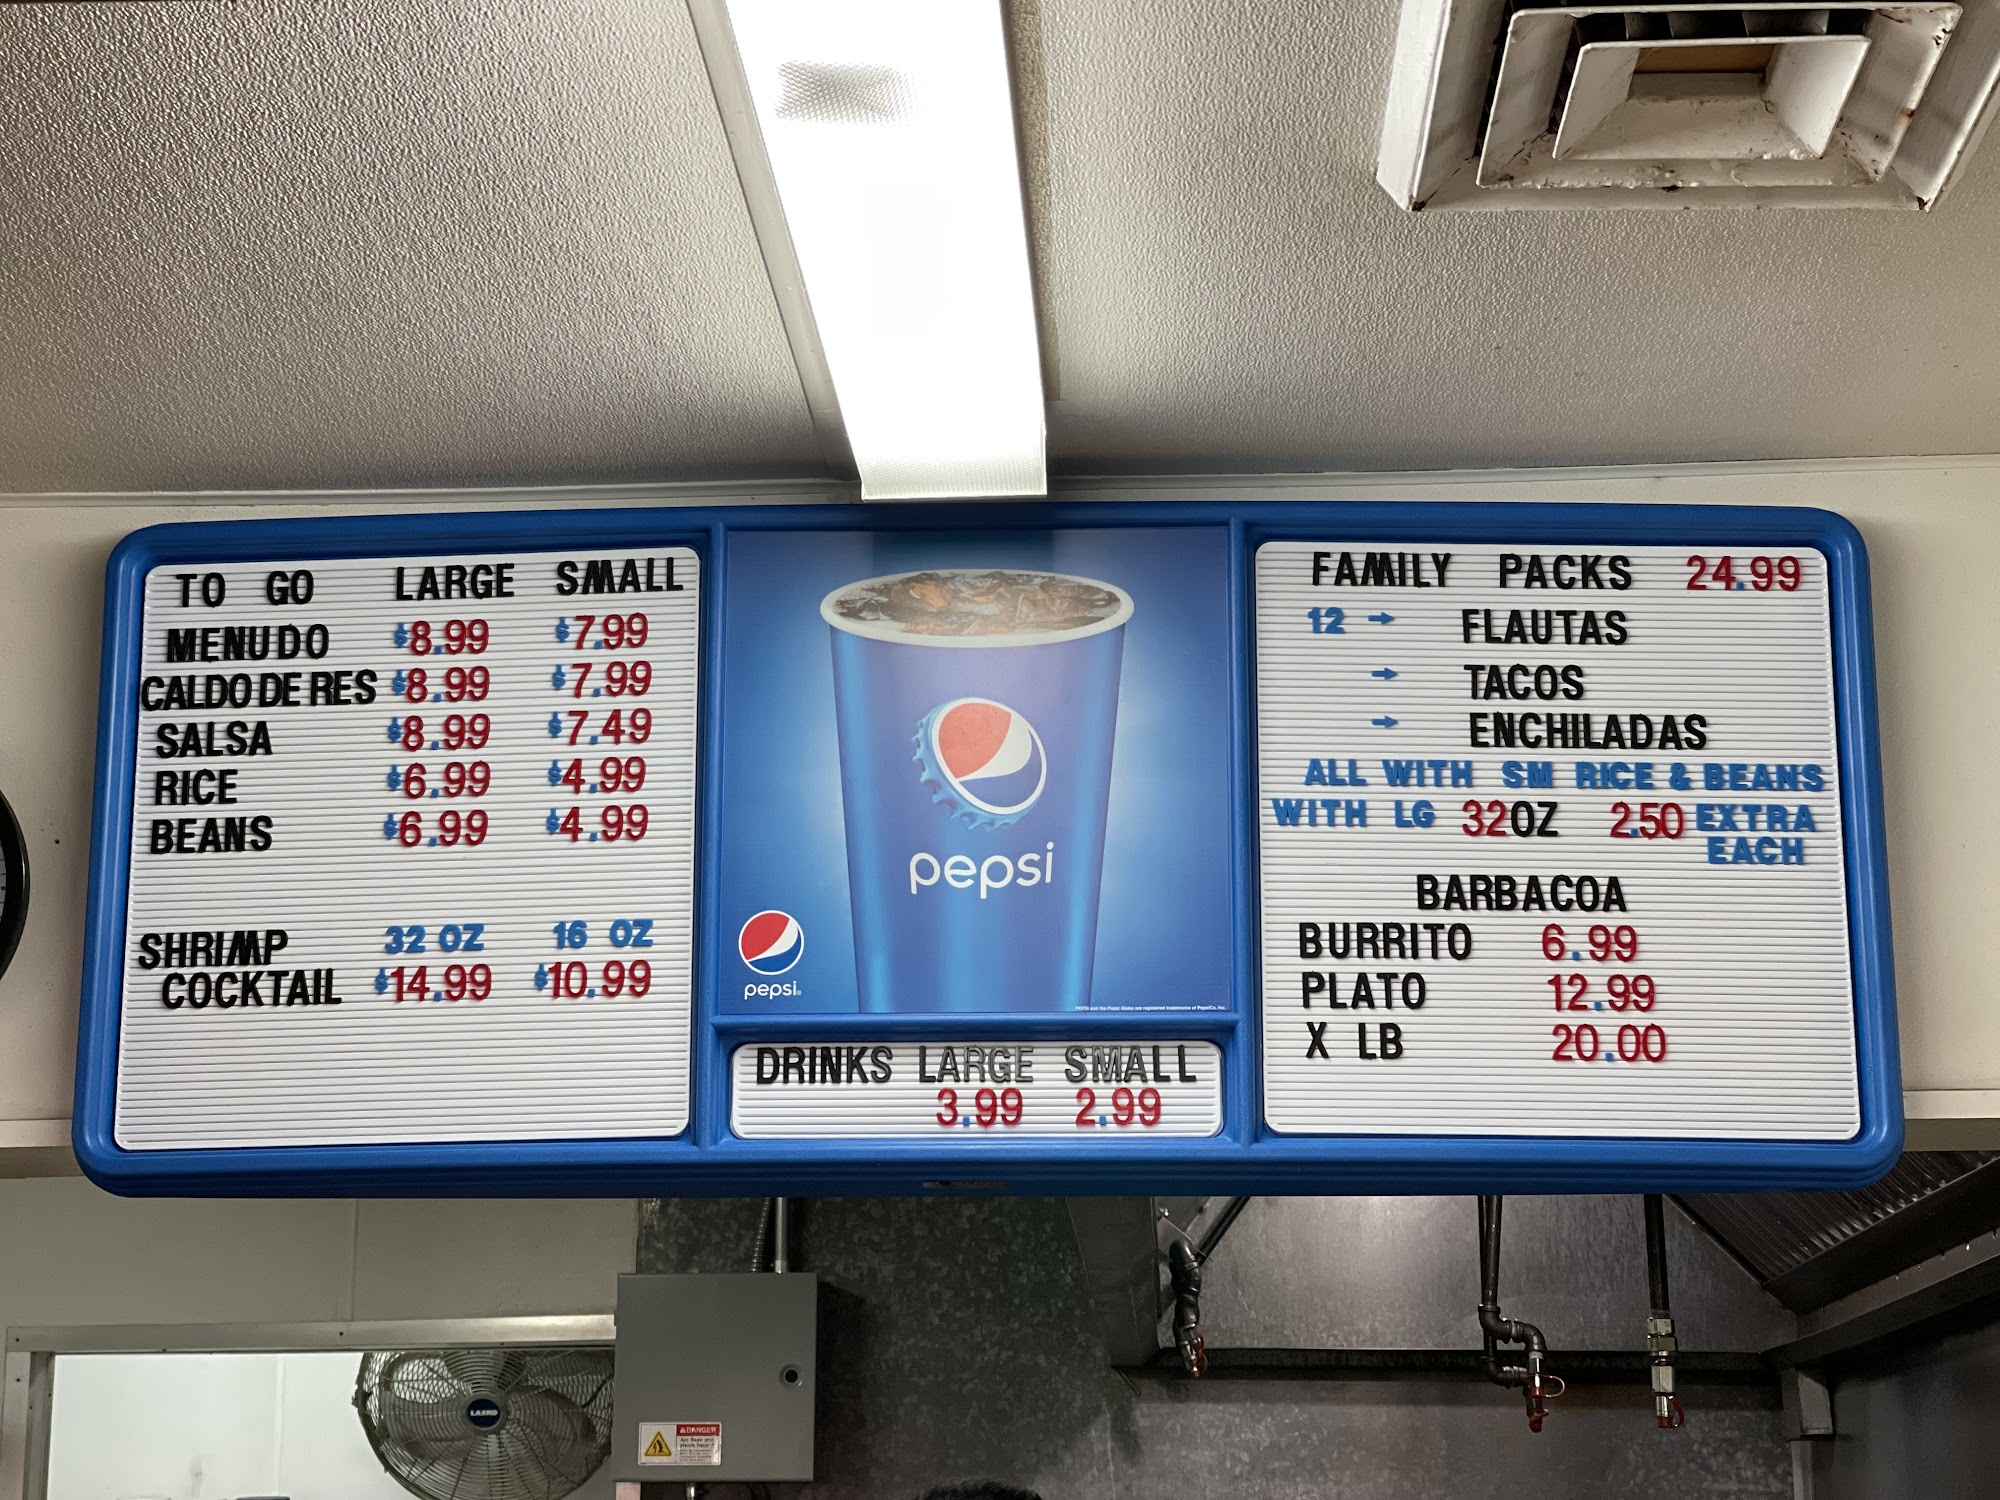 TO GO LARGE SMALL
MENUDO $8.99 $7.99
CALDO DE RES $8.99 $7.99
SALSA $8.99 $7.49
RICE $6.99 $4.99
BEANS $6.99 $4.99
SHRIMP 32 OZ 16 OZ
COCKTAIL $14.99 $10.99
pepsi
pepsi
DRINKS LARGE SMALL
3.99 2.99
FAMILY PACKS 24.99
12 → FLAUTAS
→ TACOS
→ ENCHILADAS
ALL WITH SM RICE & BEANS
WITH LG 32OZ 2.50 EXTRA
EACH
BARBACOA
BURRITO 6.99
PLATO 12.99
X LB 20.00
LASKO
DANGER